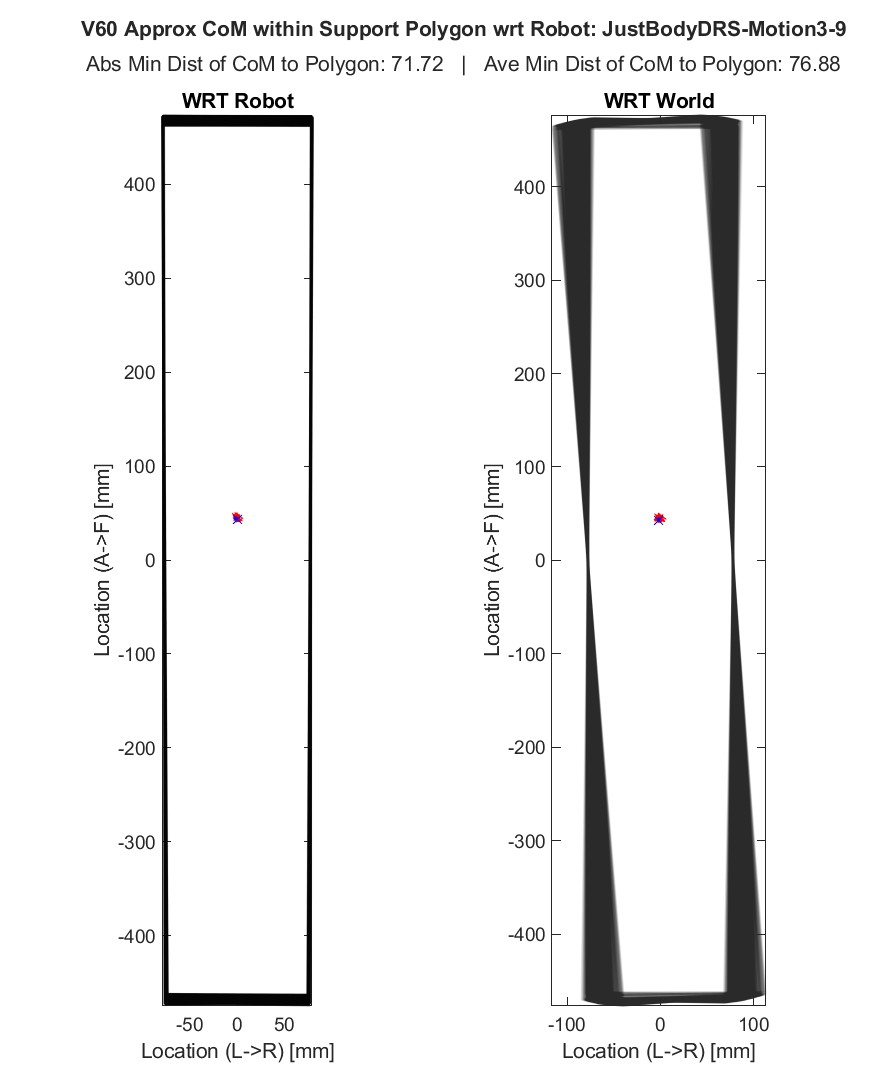 V60 Approx CoM within Support Polygon wrt Robot: JustBodyDRS-Motion3-9
Abs Min Dist of CoM to Polygon: 71.72 | Ave Min Dist of CoM to Polygon: 76.88
WRT Robot
400
300
200
100
0
-100
-200
-300
-400
Location (A->F) [mm]
-50 0 50
Location (L->R) [mm]
WRT World
400
300
200
100
0
-100
-200
-300
-400
Location (A->F) [mm]
-100 0 100
Location (L->R) [mm]